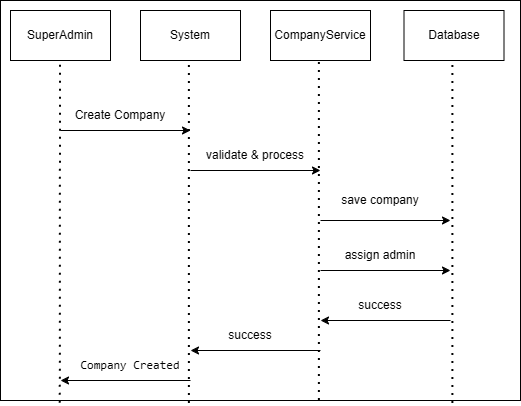 SuperAdmin
System
CompanyService
Database
Create Company
validate & process
save company
assign admin
success
success
Company Created